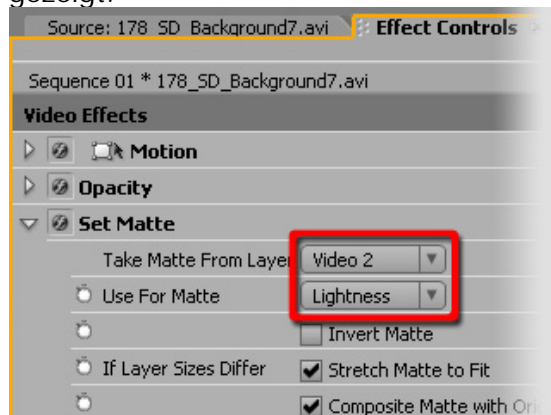 gezeigt:
Source: 178_SD_Background7.avi Effect Controls
Sequence 01 * 178_SD_Background7.avi
Video Effects
Motion
Opacity
Set Matte
Take Matte From Layer Video 2
Use For Matte Lightness
Invert Matte
If Layer Sizes Differ Stretch Matte to Fit
Composite Matte with